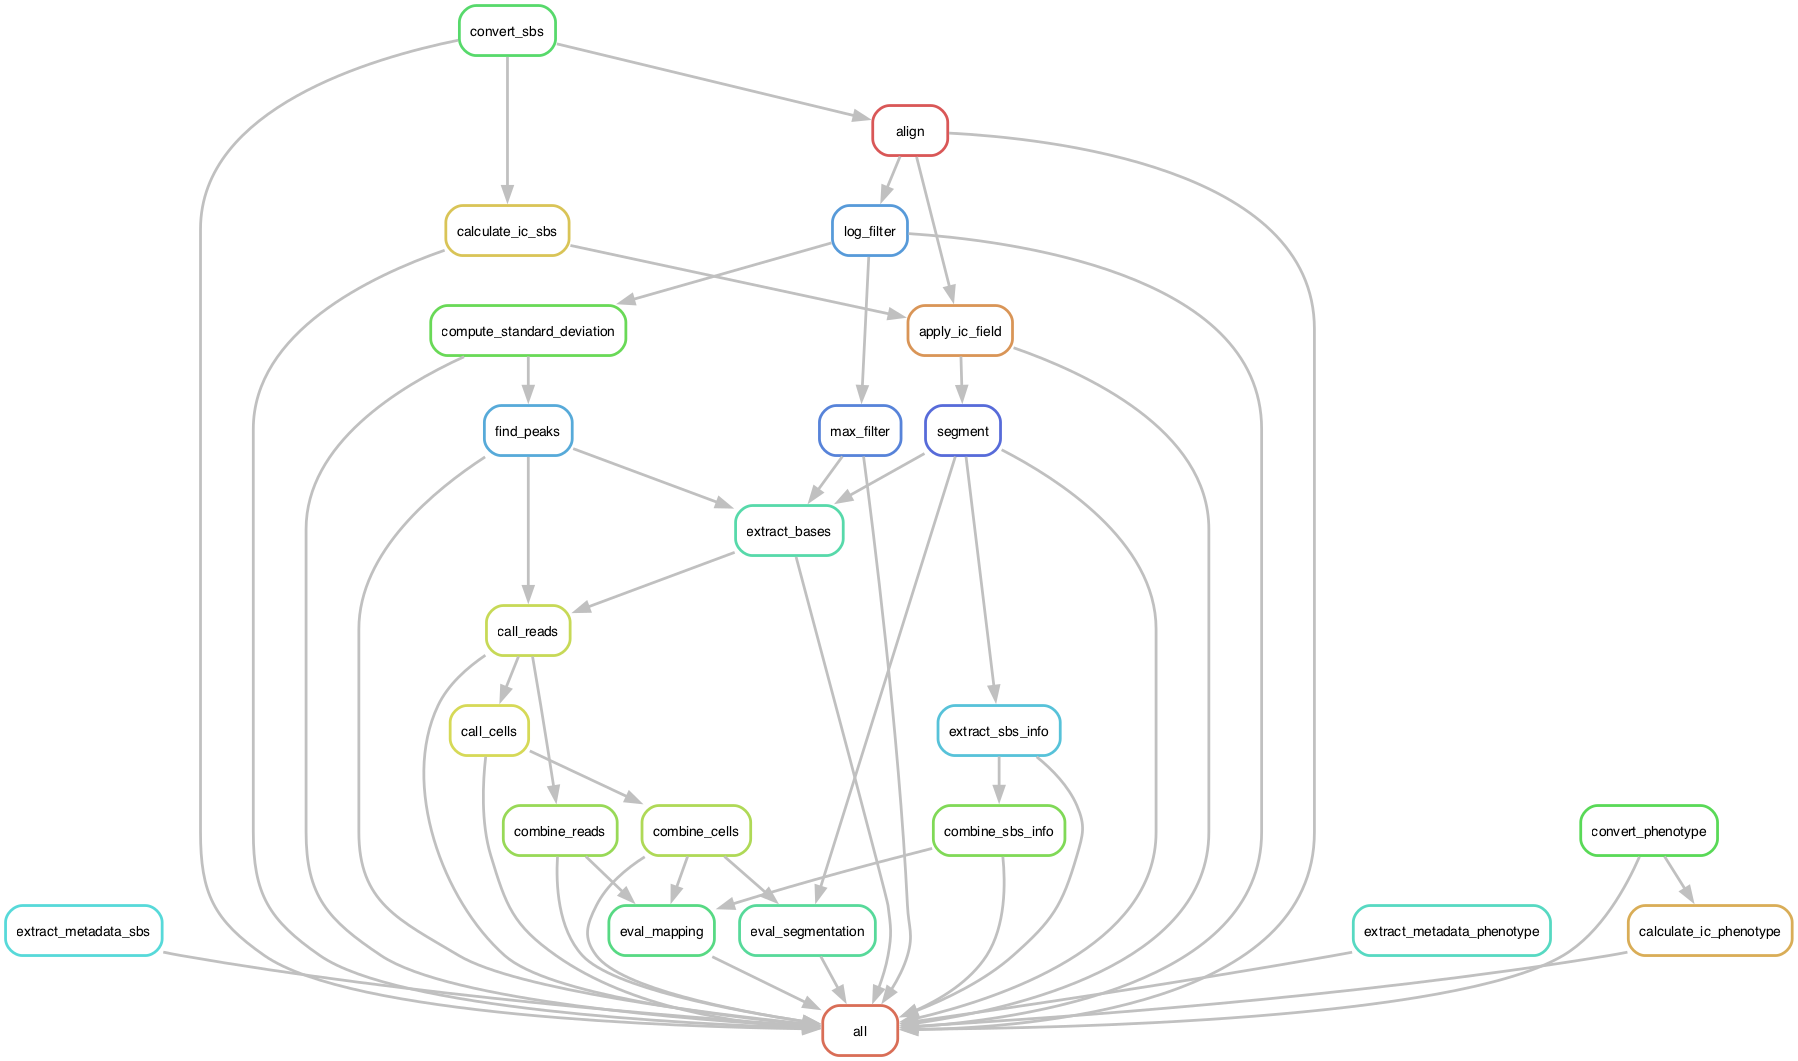 convert_sbs
align
calculate_ic_sbs
log_filter
compute_standard_deviation
apply_ic_field
find_peaks
max_filter
segment
extract_bases
call_reads
call_cells
extract_sbs_info
combine_reads
combine_cells
combine_sbs_info
convert_phenotype
extract_metadata_sbs
eval_mapping
eval_segmentation
extract_metadata_phenotype
calculate_ic_phenotype
all